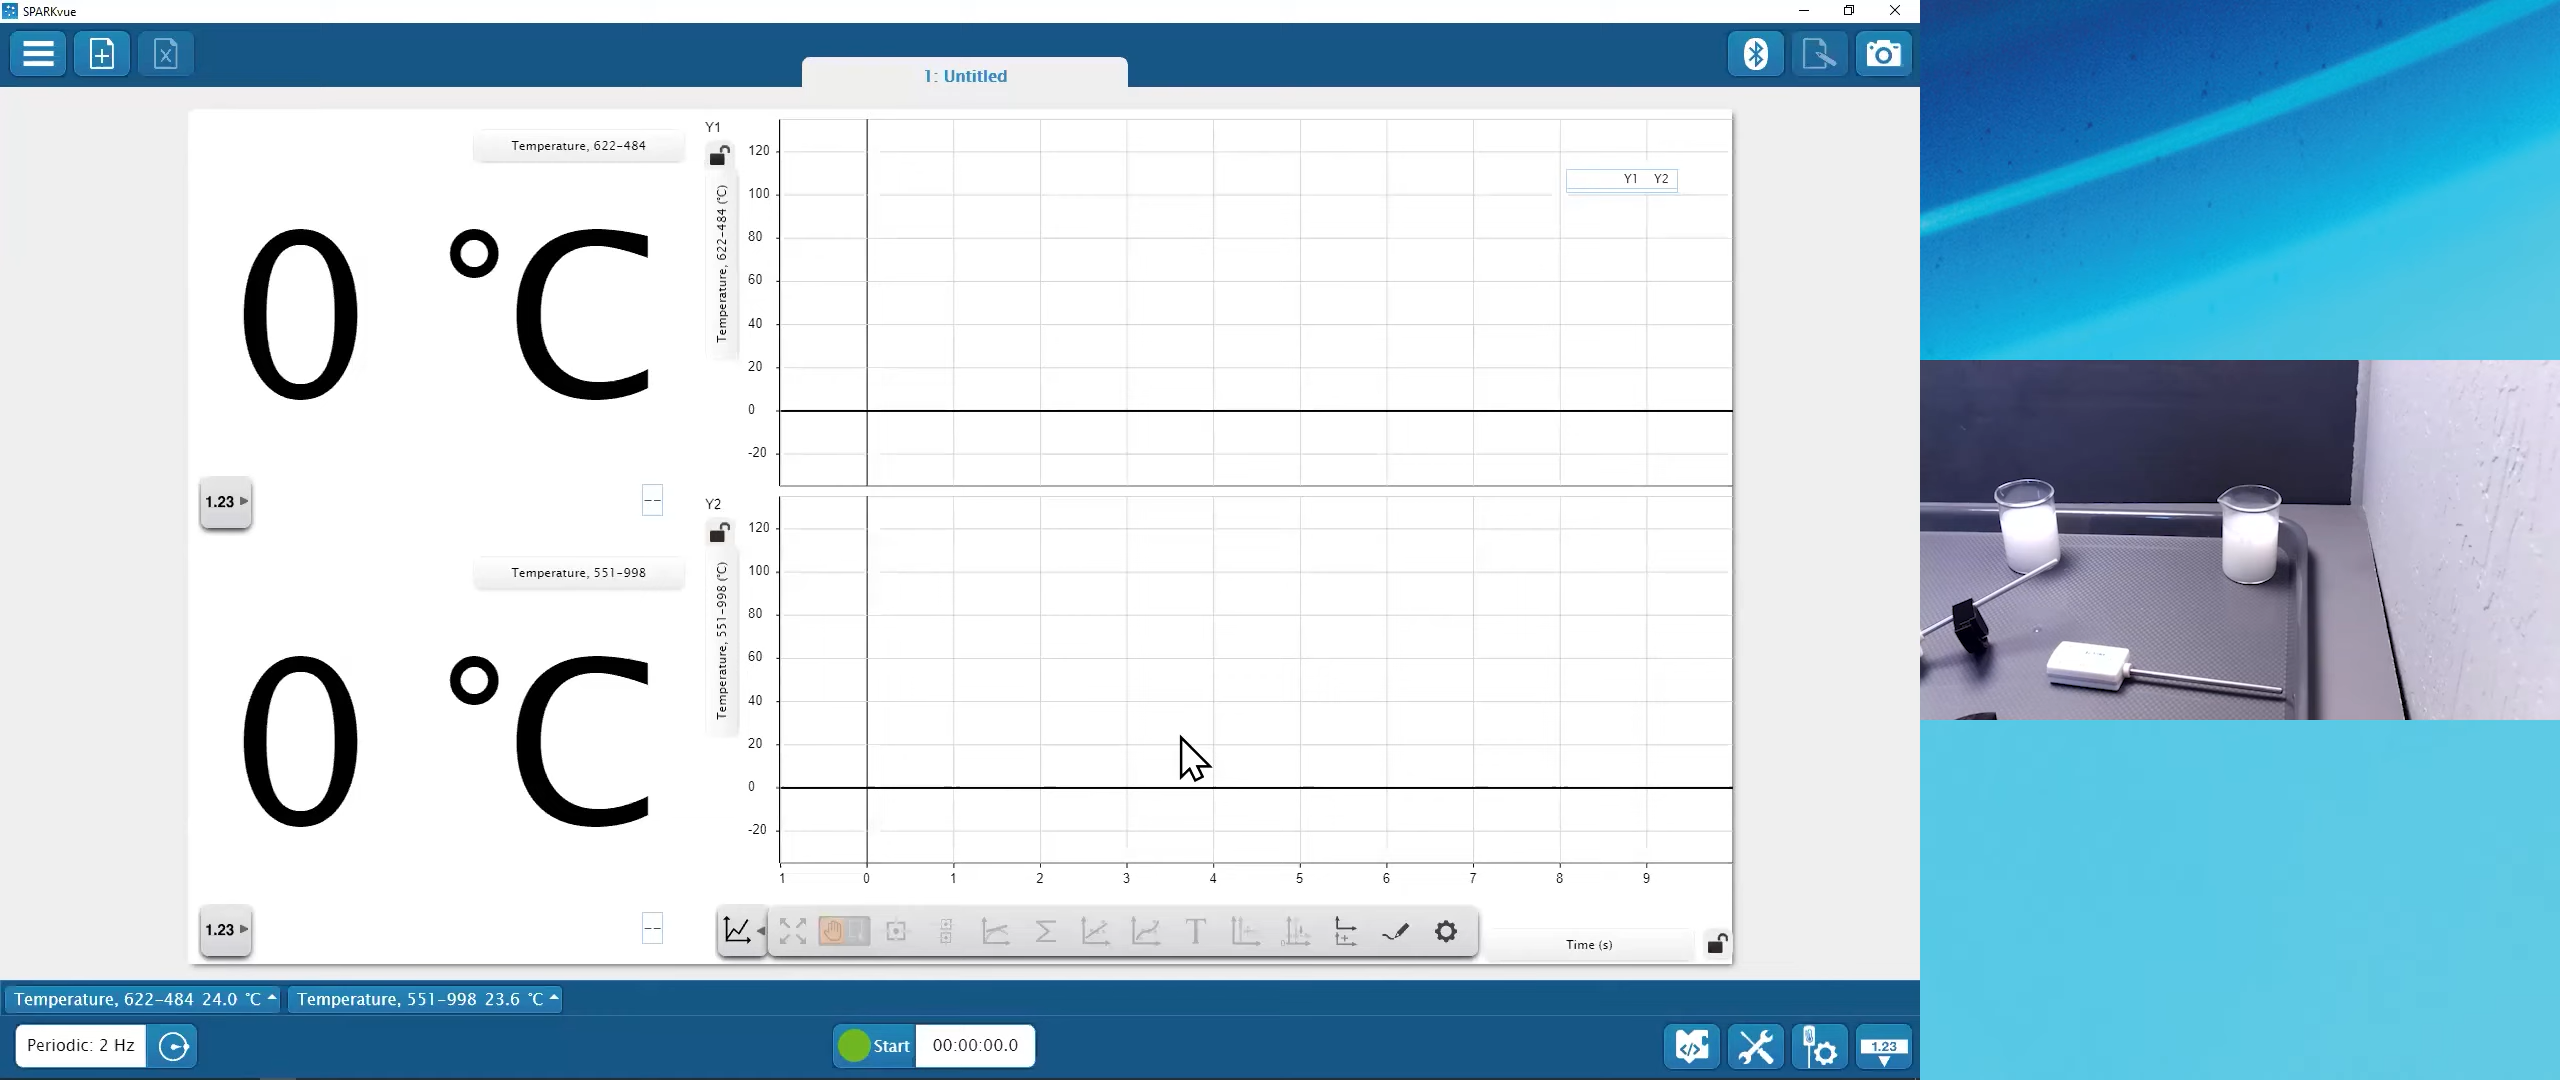 SPARKvue
1: Untitled
Temperature, 622-484
0 °C
1.23
--
Temperature, 551-998
0 °C
1.23
--
Y1
Temperature, 622-484 (°C)
120
100
80
60
40
20
0
-20
Y1 Y2
Y2
Temperature, 551-998 (°C)
120
100
80
60
40
20
0
-20
1 0 1 2 3 4 5 6 7 8 9
T
Time (s)
Temperature, 622-484 24.0 °C
Temperature, 551-998 23.6 °C
Periodic: 2 Hz
Start 00:00:00.0
1.23